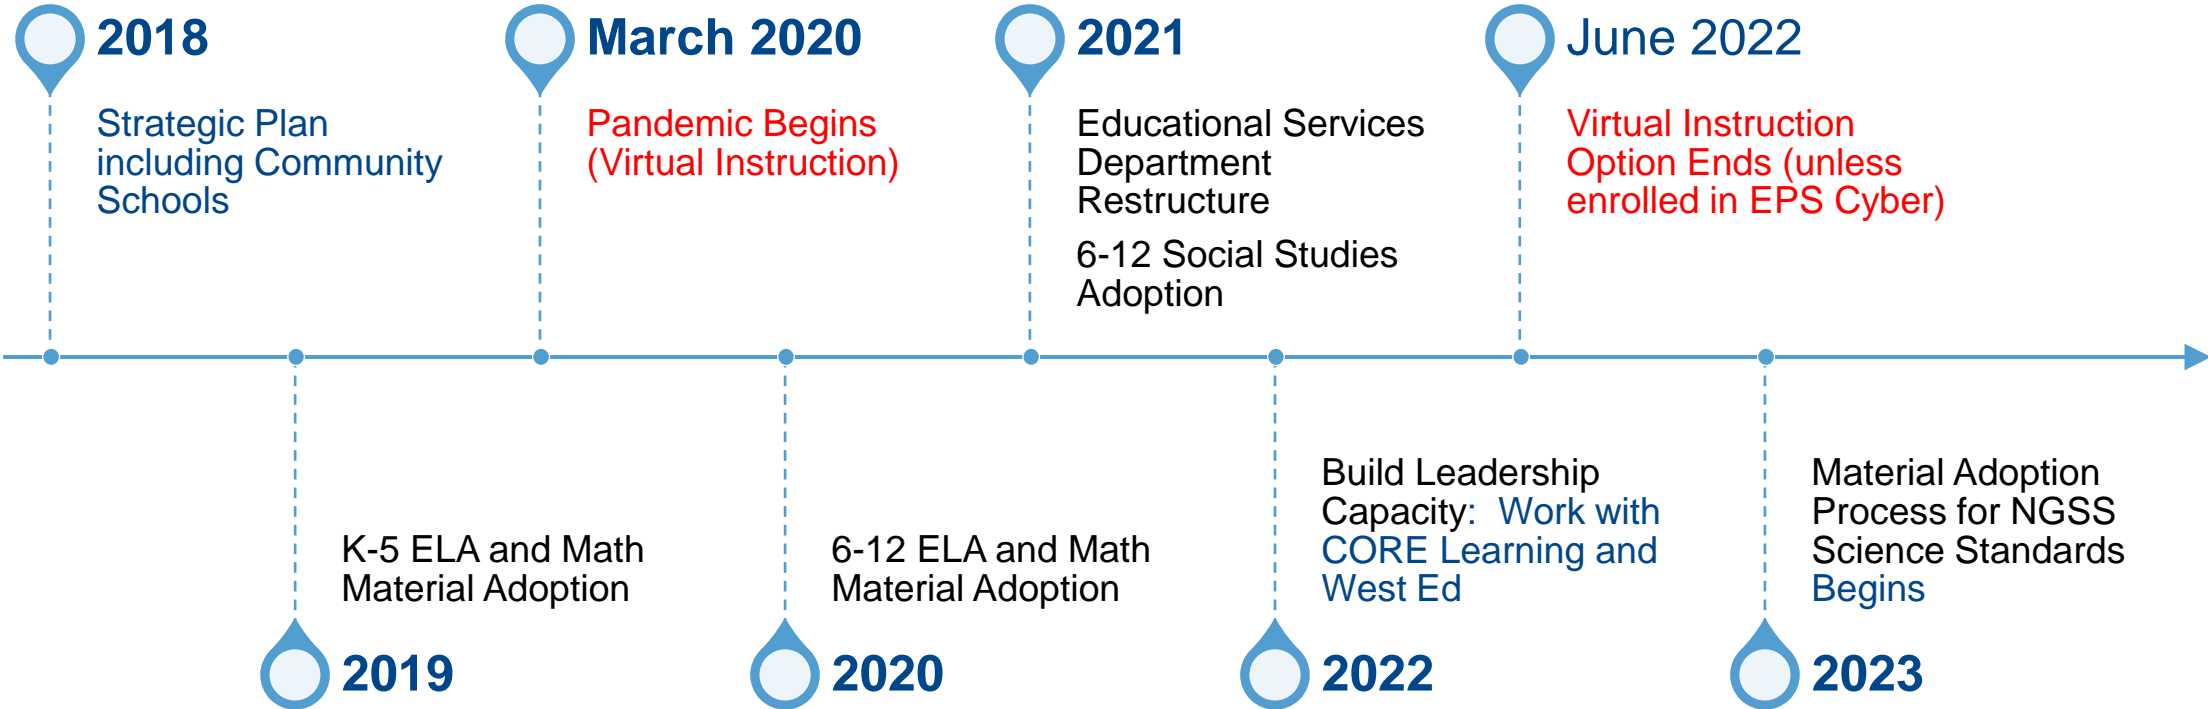 2018
Strategic Plan
including Community
Schools
March 2020
Pandemic Begins
(Virtual Instruction)
2021
Educational Services
Department
Restructure
6-12 Social Studies
Adoption
June 2022
Virtual Instruction
Option Ends (unless
enrolled in EPS Cyber)
K-5 ELA and Math
Material Adoption
2019
6-12 ELA and Math
Material Adoption
2020
Build Leadership
Capacity:  Work with
CORE Learning and
West Ed
2022
Material Adoption
Process for NGSS
Science Standards
Begins
2023